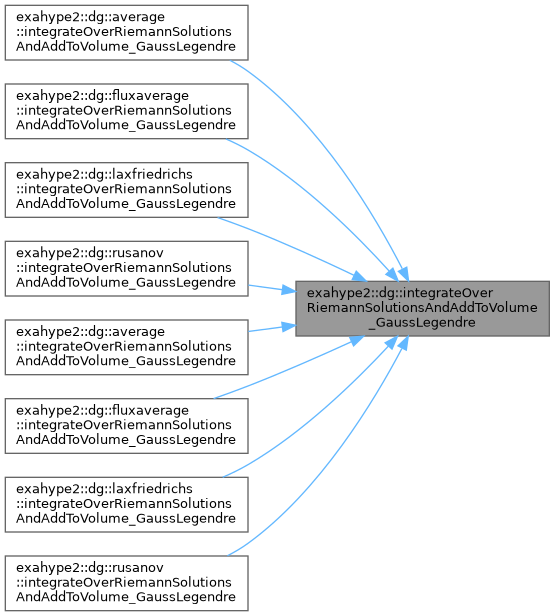 exahype2::dg::average
::integrateOverRiemannSolutions
AndAddToVolume_GaussLegendre
exahype2::dg::fluxaverage
::integrateOverRiemannSolutions
AndAddToVolume_GaussLegendre
exahype2::dg::laxfriedrichs
::integrateOverRiemannSolutions
AndAddToVolume_GaussLegendre
exahype2::dg::rusanov
::integrateOverRiemannSolutions
AndAddToVolume_GaussLegendre
exahype2::dg::integrateOver
RiemannSolutionsAndAddToVolume
_GaussLegendre
exahype2::dg::average
::integrateOverRiemannSolutions
AndAddToVolume_GaussLegendre
exahype2::dg::fluxaverage
::integrateOverRiemannSolutions
AndAddToVolume_GaussLegendre
exahype2::dg::laxfriedrichs
::integrateOverRiemannSolutions
AndAddToVolume_GaussLegendre
exahype2::dg::rusanov
::integrateOverRiemannSolutions
AndAddToVolume_GaussLegendre